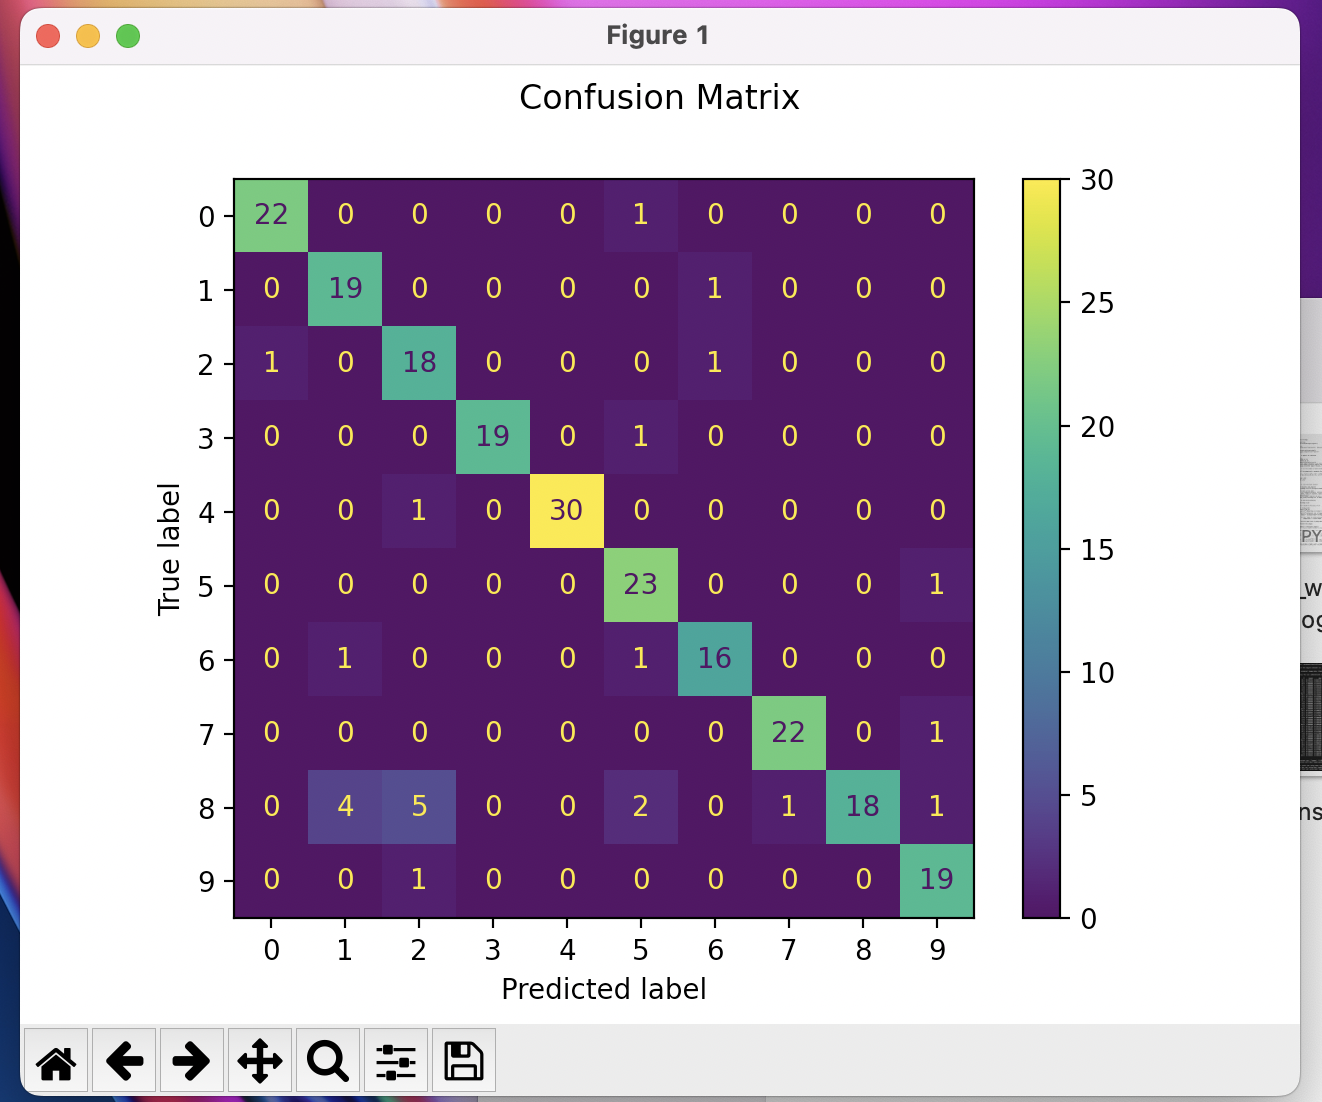 Figure 1
Confusion Matrix
0 22 0 0 0 0 1 0 0 0 0
1 0 19 0 0 0 0 1 0 0 0
2 1 0 18 0 0 0 1 0 0 0
3 0 0 0 19 0 1 0 0 0 0
4 0 0 1 0 30 0 0 0 0 0
5 0 0 0 0 0 23 0 0 0 1
6 0 1 0 0 0 1 16 0 0 0
7 0 0 0 0 0 0 0 22 0 1
8 0 4 5 0 0 2 0 1 18 1
9 0 0 1 0 0 0 0 0 0 19
0 1 2 3 4 5 6 7 8 9
True label
Predicted label
30
25
20
15
10
5
0
PY
_w
og
ns